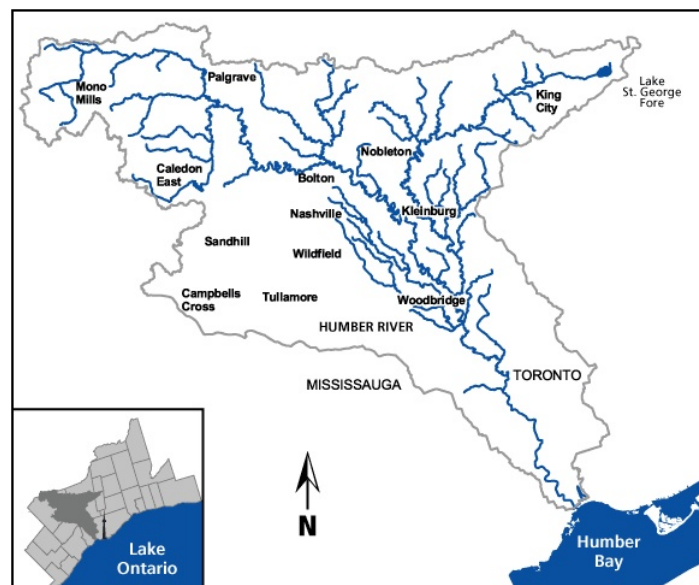 Palgrave
Mono
Mills
King
City
Lake
St. George
Fore
Nobleton
Caledon
East
Bolton
Nashville
Kleinburg
Sandhill
Wildfield
Campbells
Cross
Tullamore
Woodbridge
HUMBER RIVER
TORONTO
MISSISSAUGA
N
Lake
Ontario
Humber
Bay